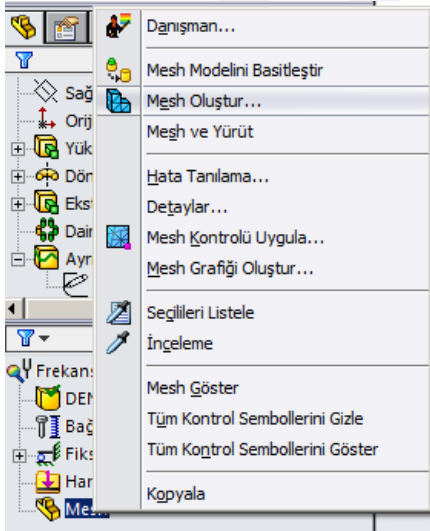 Danışman...
Mesh Modelini Basitleştir
Mesh Oluştur...
Mesh ve Yürüt
Hata Tanılama...
Detaylar...
Mesh Kontrolü Uygula...
Mesh Grafiği Oluştur...
Seçilileri Listele
İnceleme
Mesh Göster
Tüm Kontrol Sembollerini Gizle
Tüm Kontrol Sembollerini Göster
Kopyala
Sağ
Orij
Yük
Dön
Eks
Dair
Ayr
Frekans
DEN
Bağ
Fiks
Har
Mesh